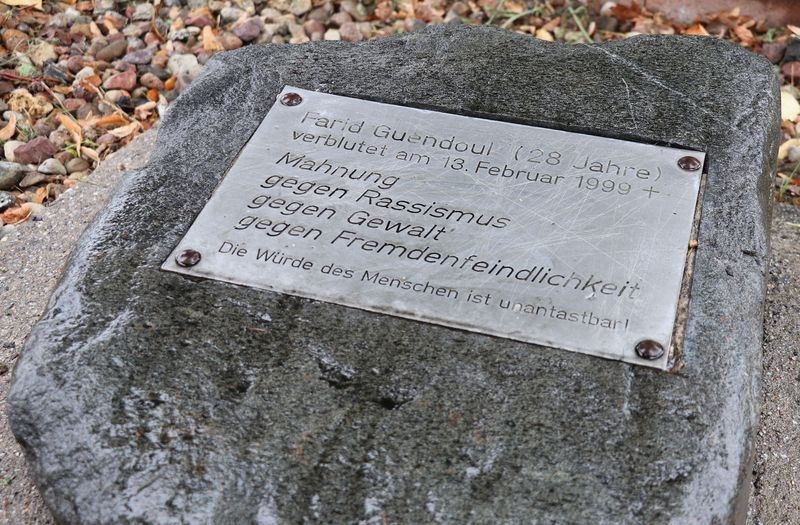 Farid Guendoul (28 Jahre)
verblutet am 13. Februar 1999 +
Mahnung
gegen Rassismus
gegen Gewalt
gegen Fremdenfeindlichkeit
Die Würde des Menschen ist unantastbar!